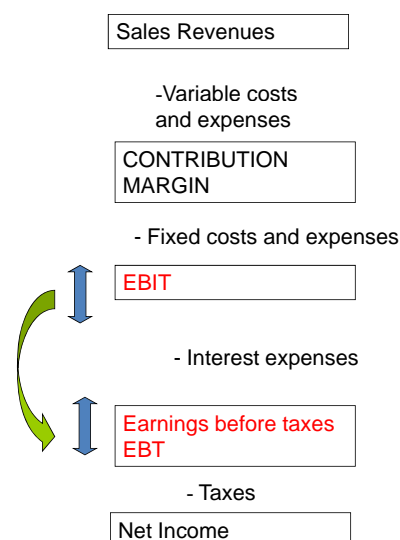 Sales Revenues
-Variable costs
and expenses
CONTRIBUTION
MARGIN
- Fixed costs and expenses
EBIT
- Interest expenses
Earnings before taxes
EBT
- Taxes
Net Income